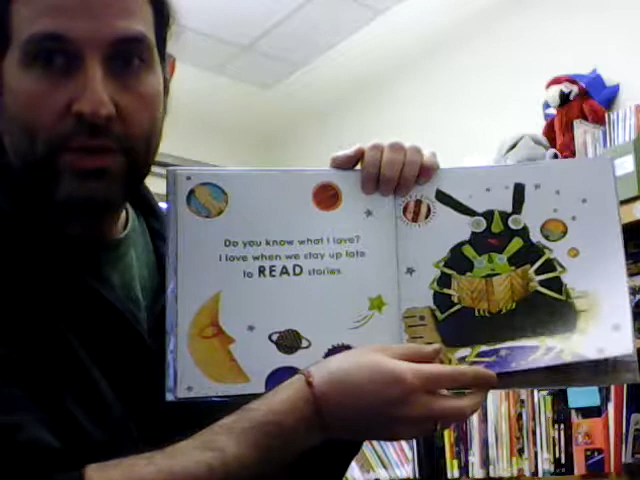 Do you know what I love?
I love when we stay up late
to READ stories.